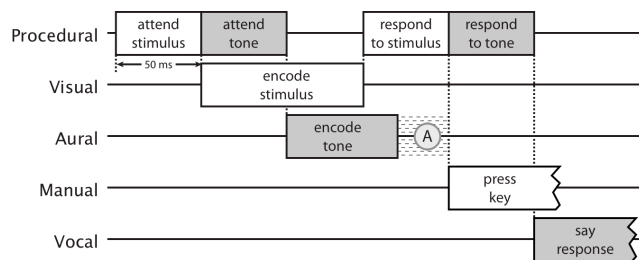 Procedural
attend
stimulus
attend
tone
respond
to stimulus
respond
to tone
50 ms
Visual
encode
stimulus
Aural
encode
tone
A
Manual
press
key
Vocal
say
response